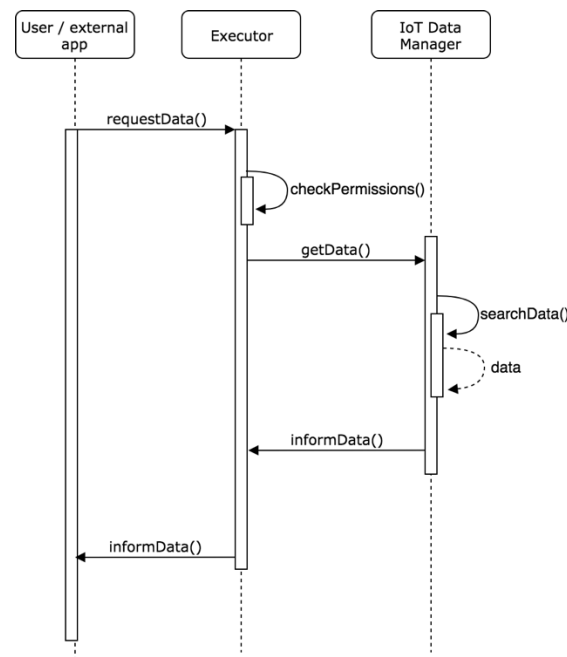 User / external
app
Executor
IoT Data
Manager
requestData()
checkPermissions()
getData()
searchData()
data
informData()
informData()